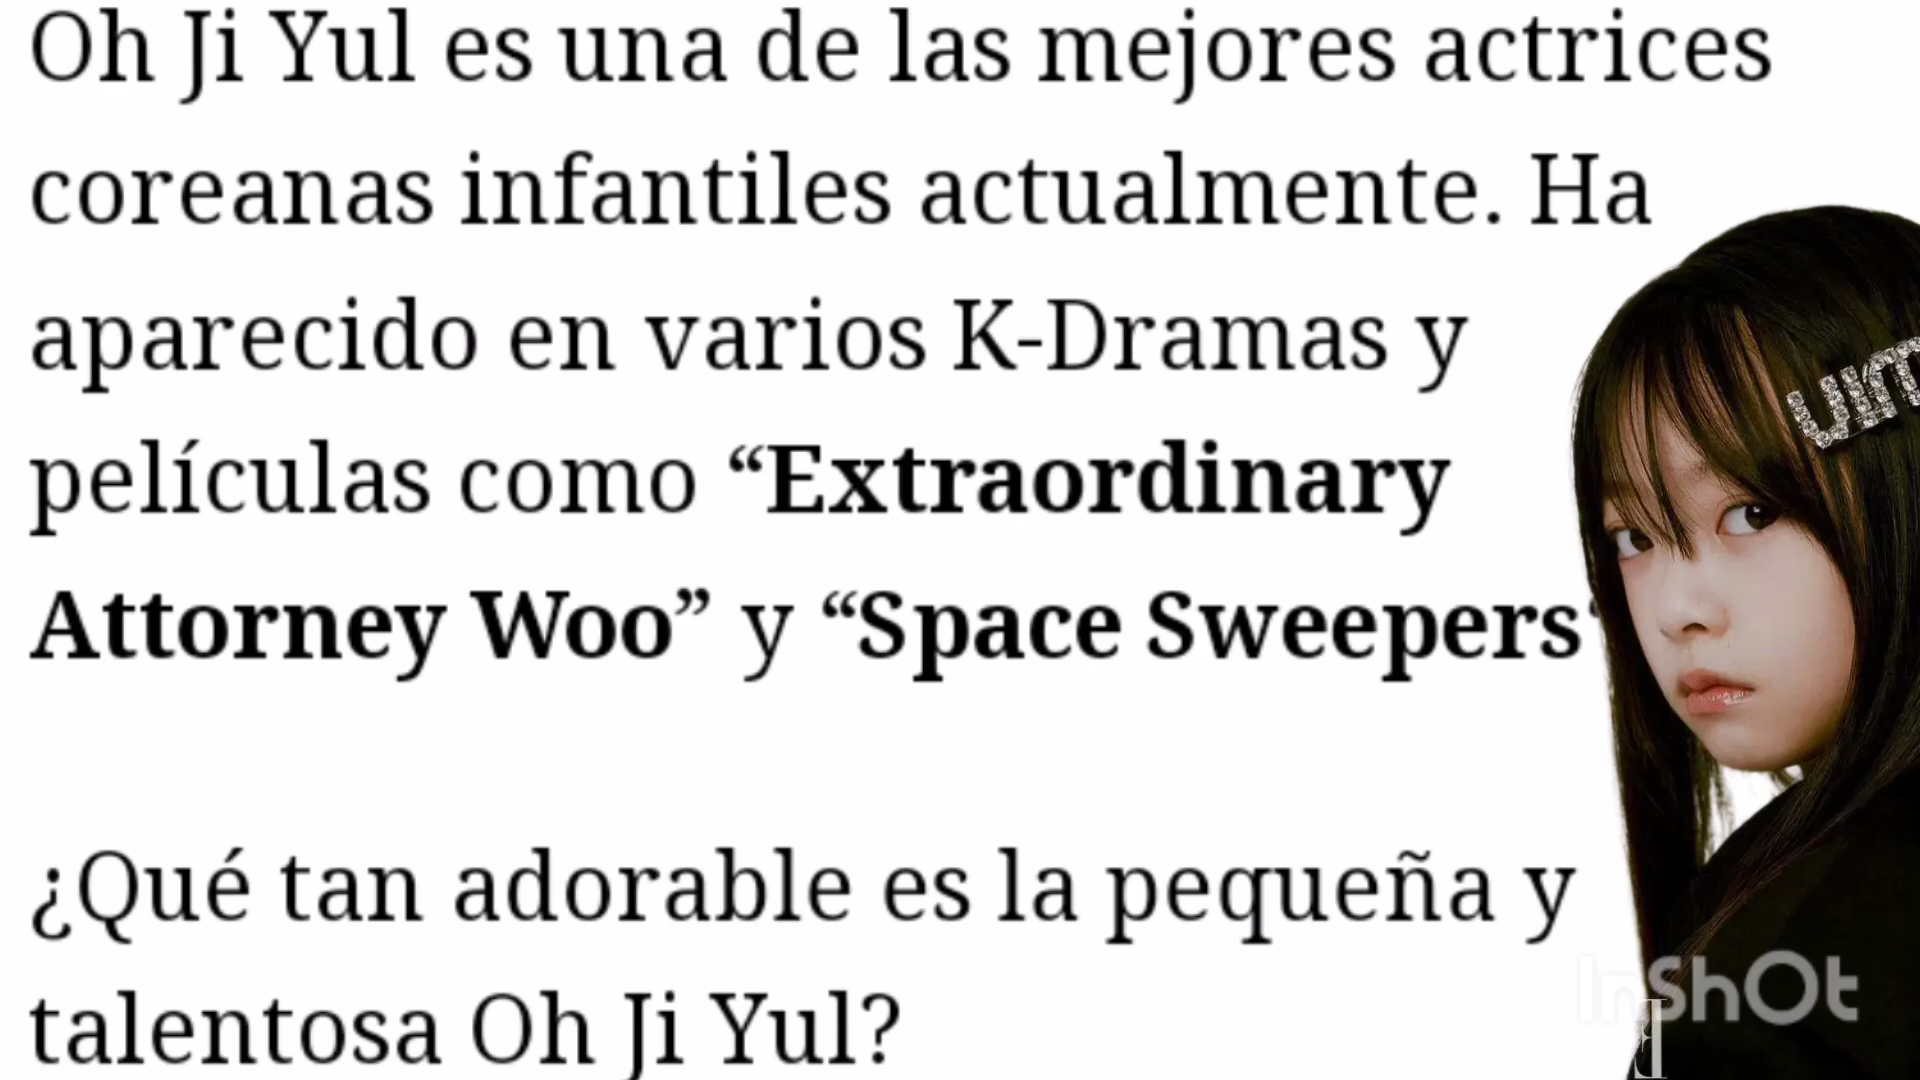 Oh Ji Yul es una de las mejores actrices
coreanas infantiles actualmente. Ha
aparecido en varios K-Dramas y
películas como “Extraordinary
Attorney Woo” y “Space Sweepers
¿Qué tan adorable es la pequeña y
talentosa Oh Ji Yul?
InShOt